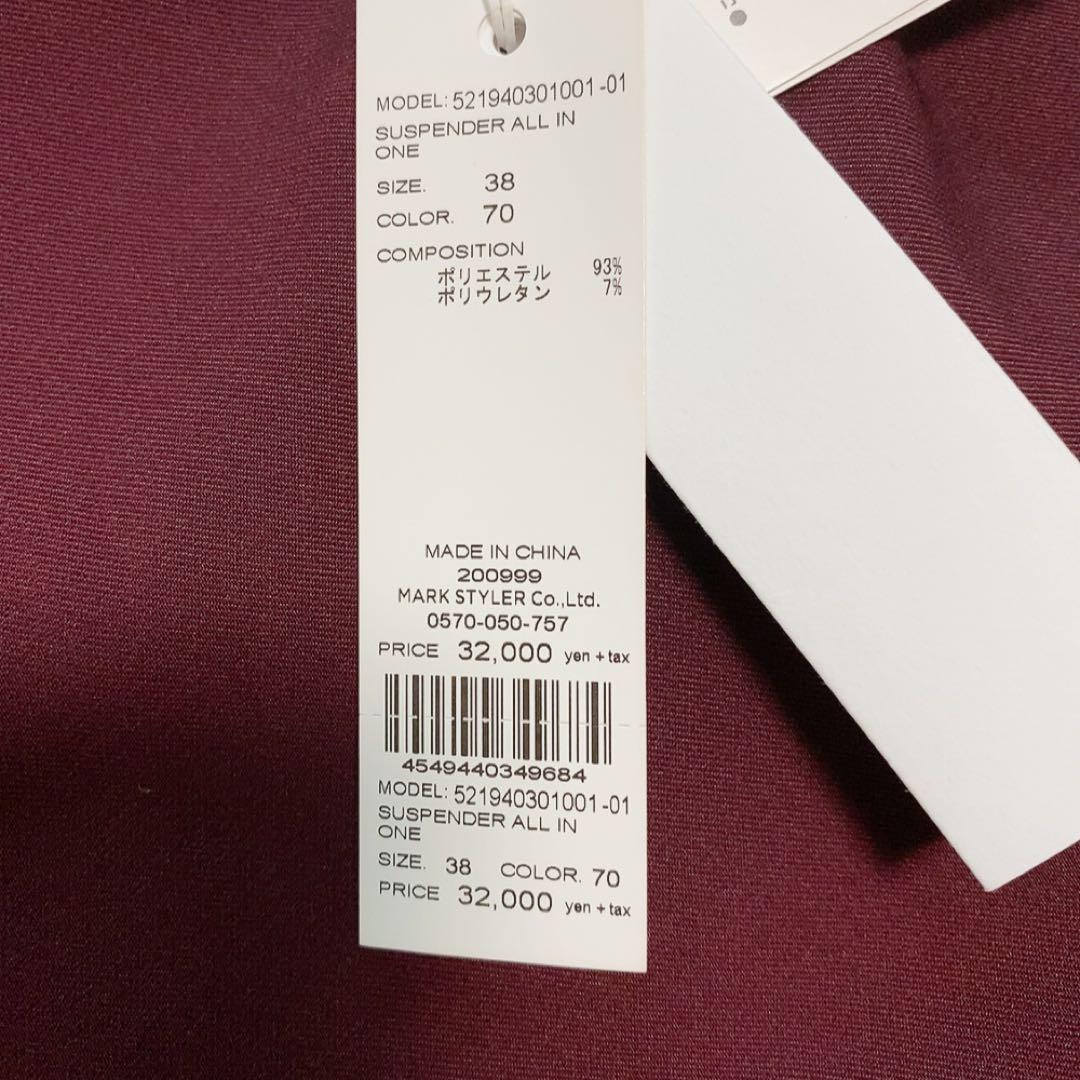 MODEL: 521940301001-01
SUSPENDER ALL IN
ONE
SIZE. 38
COLOR. 70
COMPOSITION
ポリエステル 93%
ポリウレタン 7%
MADE IN CHINA
200999
MARK STYLER Co.,Ltd.
0570-050-757
PRICE 32,000 yen + tax
4549440349684
MODEL: 521940301001-01
SUSPENDER ALL IN
ONE
SIZE. 38 COLOR. 70
PRICE 32,000 yen + tax